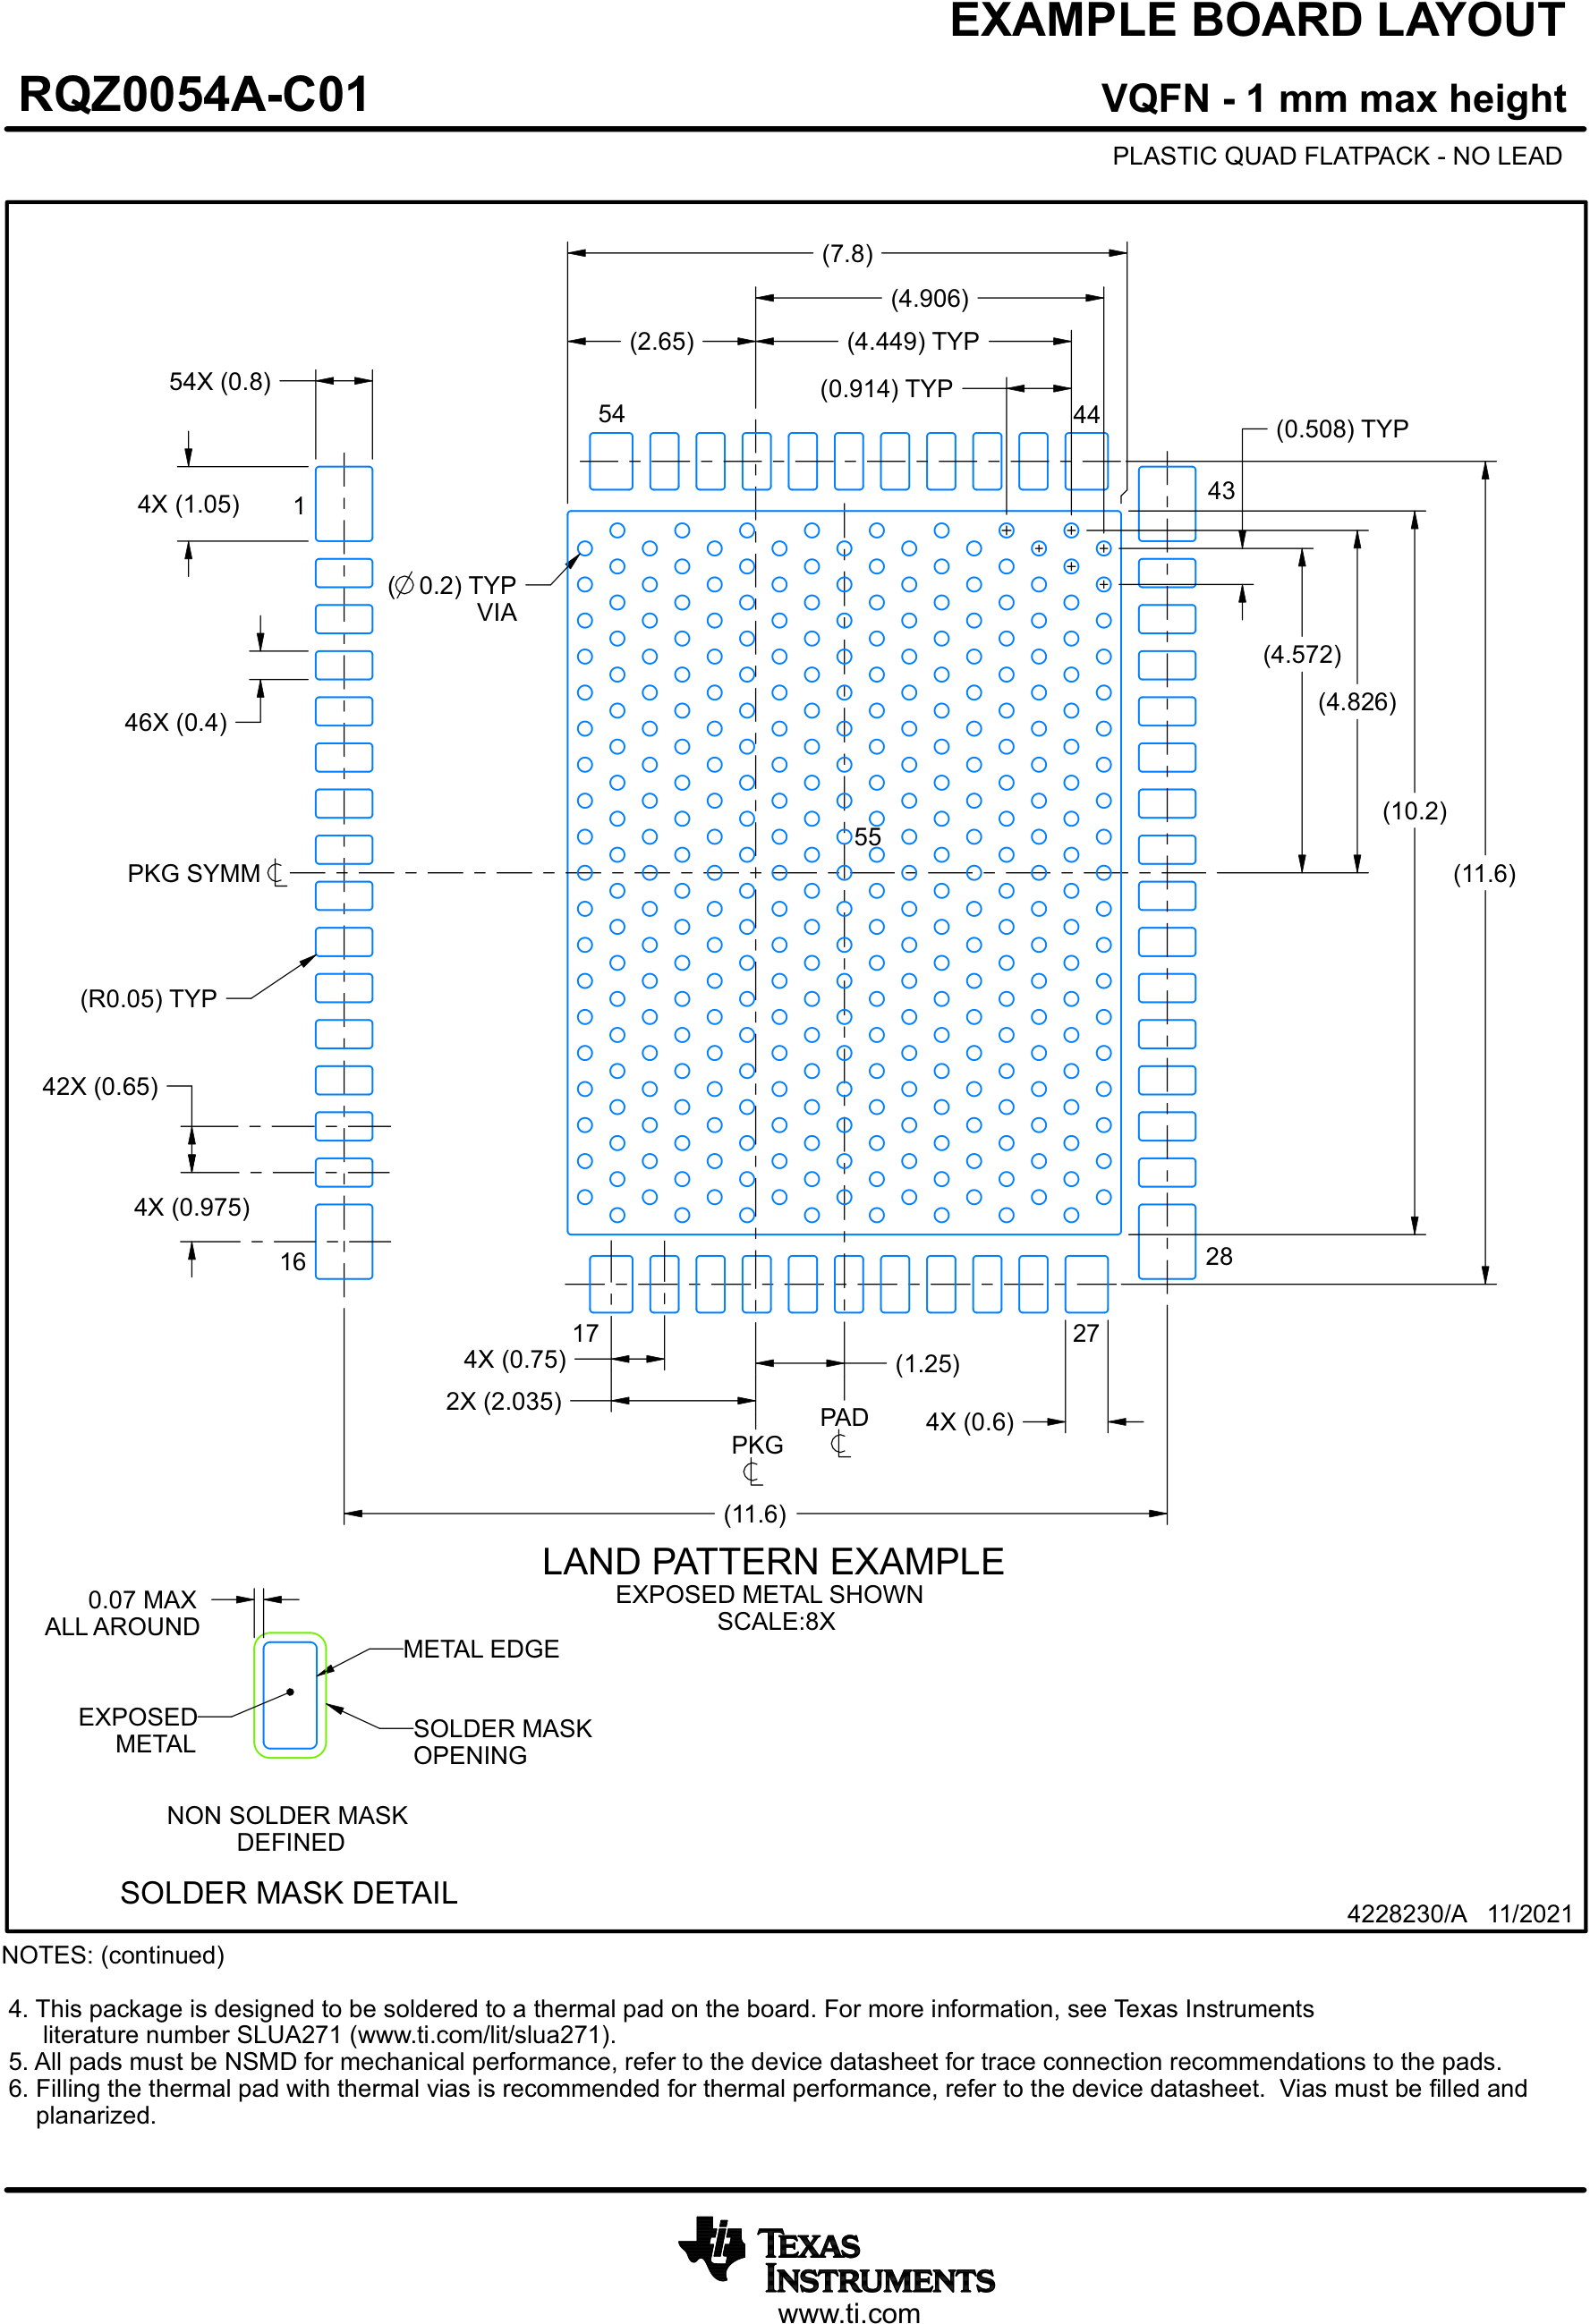 EXAMPLE BOARD LAYOUT
RQZ0054A-C01
VQFN - 1 mm max height
PLASTIC QUAD FLATPACK - NO LEAD
(7.8)
(4.906)
(2.65)
(4.449) TYP
54X (0.8)
(0.914) TYP
54
44
(0.508) TYP
4X (1.05)
1
43
(∅ 0.2) TYP
VIA
(4.572)
(4.826)
46X (0.4)
(10.2)
55
PKG SYMM ℄
(11.6)
(R0.05) TYP
42X (0.65)
4X (0.975)
16
28
17
27
4X (0.75)
(1.25)
2X (2.035)
PAD
℄
4X (0.6)
PKG
℄
(11.6)
LAND PATTERN EXAMPLE
EXPOSED METAL SHOWN
SCALE:8X
0.07 MAX
ALL AROUND
METAL EDGE
EXPOSED
METAL
SOLDER MASK
OPENING
NON SOLDER MASK
DEFINED
SOLDER MASK DETAIL
4228230/A 11/2021
NOTES: (continued)
4. This package is designed to be soldered to a thermal pad on the board. For more information, see Texas Instruments
literature number SLUA271 (www.ti.com/lit/slua271).
5. All pads must be NSMD for mechanical performance, refer to the device datasheet for trace connection recommendations to the pads.
6. Filling the thermal pad with thermal vias is recommended for thermal performance, refer to the device datasheet. Vias must be filled and
planarized.
TEXAS
INSTRUMENTS
www.ti.com